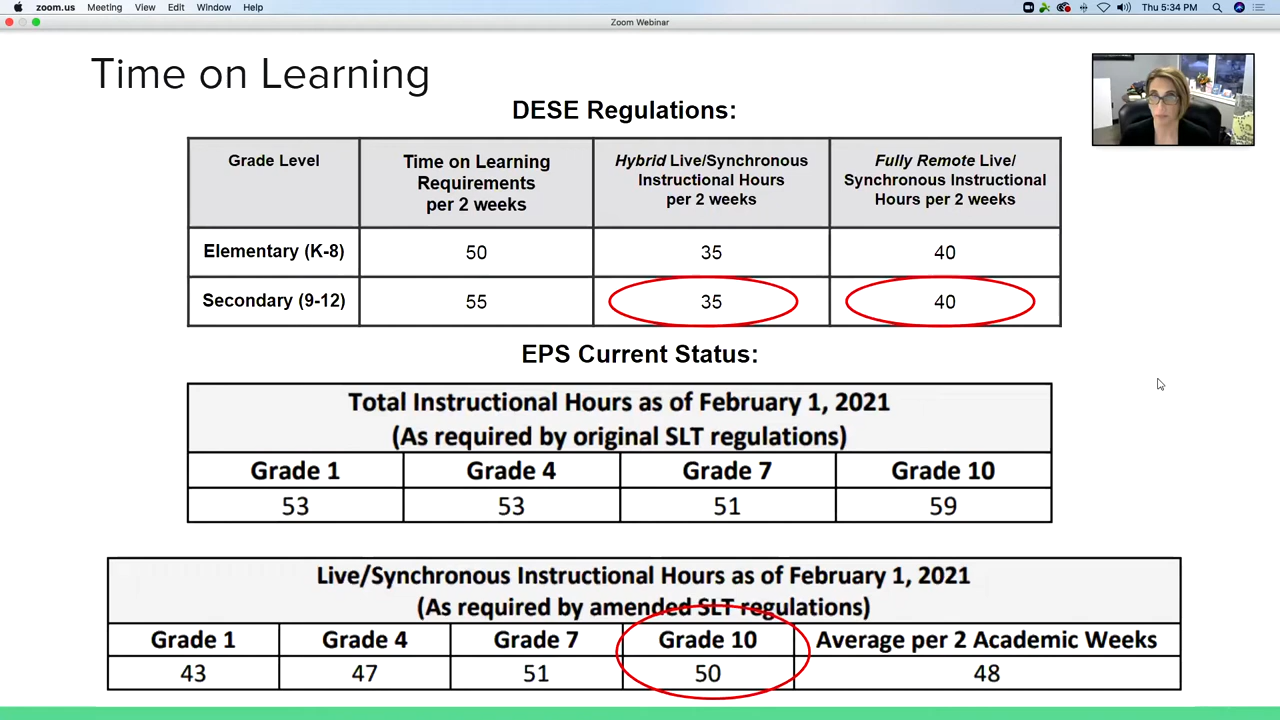 zoom.us Meeting View Edit Window Help Thu 5:34 PM
Zoom Webinar
Time on Learning
DESE Regulations:
Grade Level
Time on Learning
Requirements
per 2 weeks
Hybrid Live/Synchronous
Instructional Hours
per 2 weeks
Fully Remote Live/
Synchronous Instructional
Hours per 2 weeks
Elementary (K-8) 50 35 40
Secondary (9-12) 55 35 40
EPS Current Status:
Total Instructional Hours as of February 1, 2021
(As required by original SLT regulations)
Grade 1 Grade 4 Grade 7 Grade 10
53 53 51 59
Live/Synchronous Instructional Hours as of February 1, 2021
(As required by amended SLT regulations)
Grade 1 Grade 4 Grade 7 Grade 10 Average per 2 Academic Weeks
43 47 51 50 48